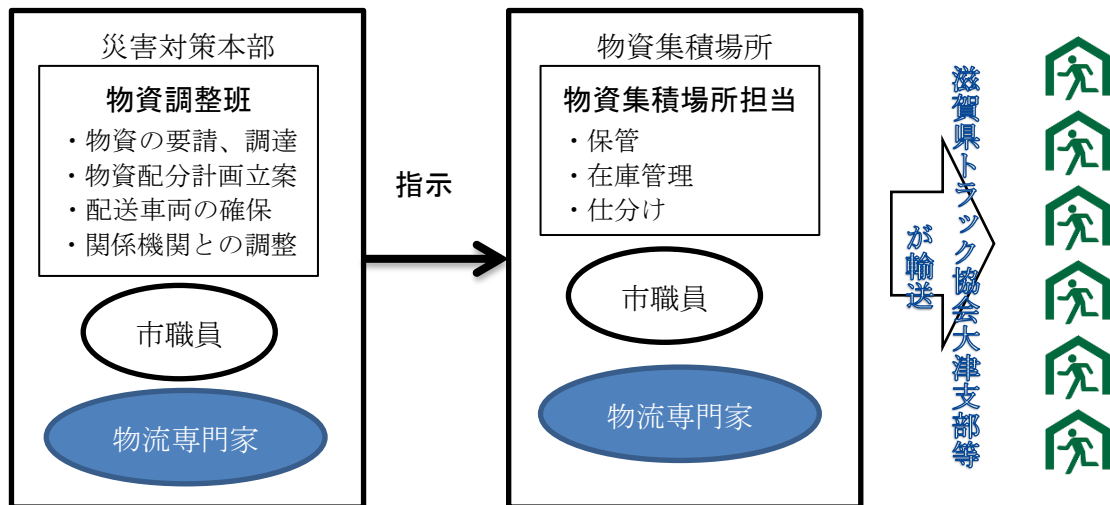 災害対策本部
物資調整班
・物資の要請、調達
・物資配分計画立案
・配送車両の確保
・関係機関との調整
市職員
物流専門家
指示
物資集積場所
物資集積場所担当
・保管
・在庫管理
・仕分け
市職員
物流専門家
滋賀県トラック協会大津支部等
が輸送